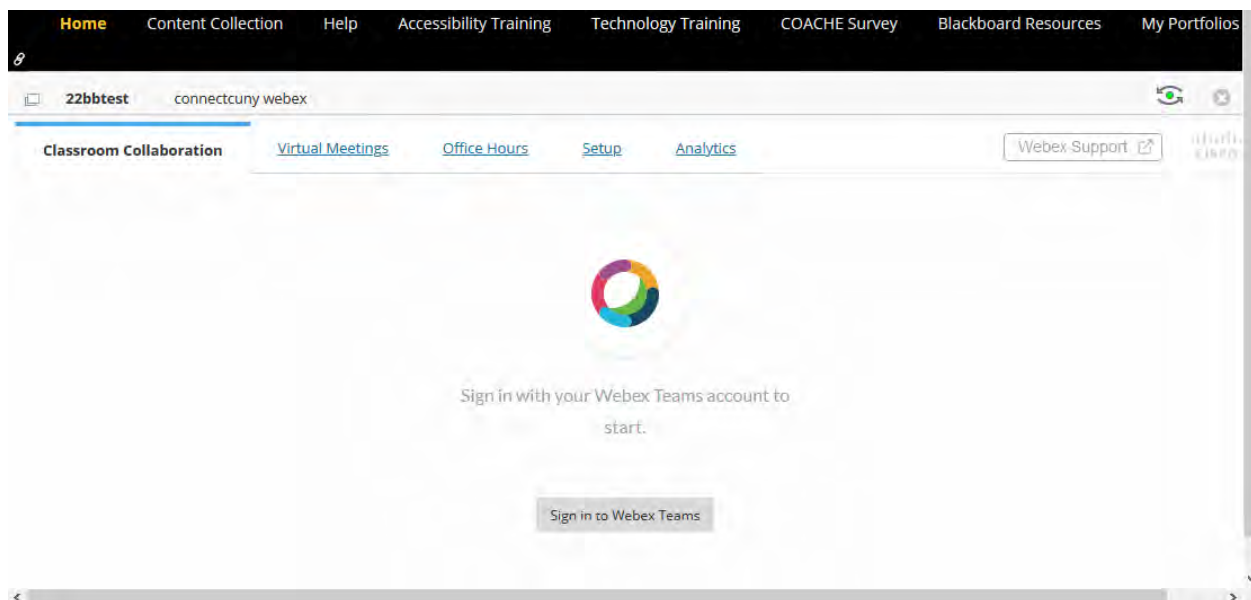 Home Content Collection Help Accessibility Training Technology Training COACHE Survey Blackboard Resources My Portfolios
22bbtest connectcuny webex
Classroom Collaboration Virtual Meetings Office Hours Setup Analytics Webex Support
CISCO
Sign in with your Webex Teams account to
start.
Sign in to Webex Teams